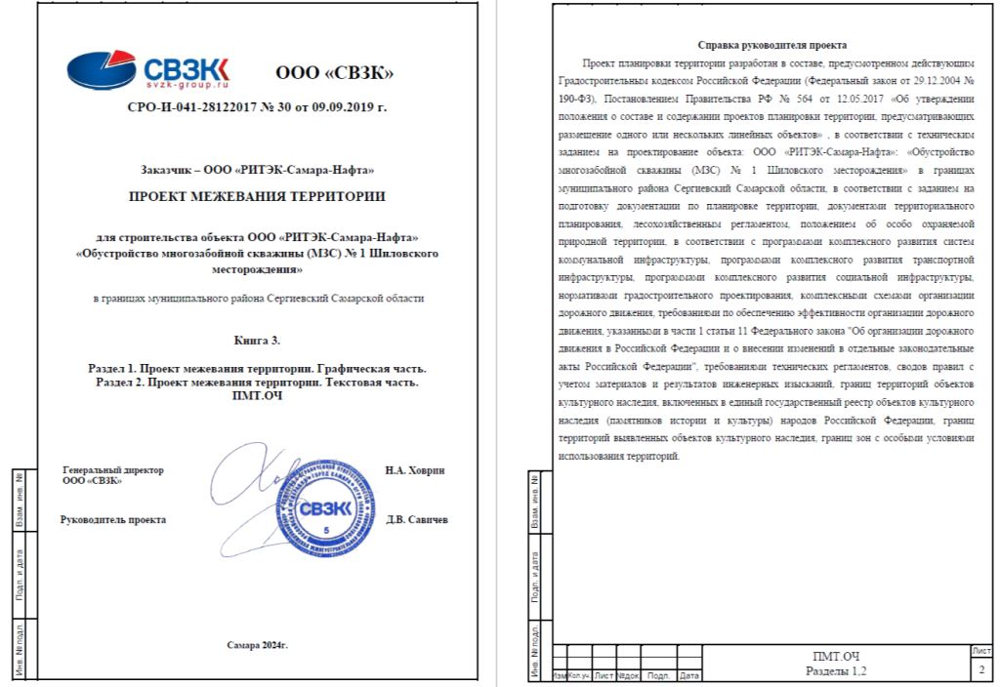 СВЗК
svzk-group.ru
ООО «СВЗК»
СРО-И-041-28122017 № 30 от 09.09.2019 г.
Заказчик – ООО «РИТЭК-Самара-Нафта»
ПРОЕКТ МЕЖЕВАНИЯ ТЕРРИТОРИИ
для строительства объекта ООО «РИТЭК-Самара-Нафта»
«Обустройство многозабойной скважины (МЗС) № 1 Шиловского
месторождения»
в границах муниципального района Сергиевский Самарской области
Книга 3.
Раздел 1. Проект межевания территории. Графическая часть.
Раздел 2. Проект межевания территории. Текстовая часть.
ПМТ.ОЧ
Генеральный директор
ООО «СВЗК»
Н.А. Ховрин
СВЗК
5
Руководитель проекта
Д.В. Савичев
Самара 2024г.
Взам. инв. №
Подп. и дата
Инв. № подл.
Справка руководителя проекта
Проект планировки территории разработан в составе, предусмотренном действующим
Градостроительным кодексом Российской Федерации (Федеральный закон от 29.12.2004 №
190-ФЗ), Постановлением Правительства РФ № 564 от 12.05.2017 «Об утверждении
положения о составе и содержании проектов планировки территории, предусматривающих
размещение одного или нескольких линейных объектов» , в соответствии с техническим
заданием на проектирование объекта: ООО «РИТЭК-Самара-Нафта»: «Обустройство
многозабойной скважины (МЗС) № 1 Шиловского месторождения» в границах
муниципального района Сергиевский Самарской области, в соответствии с заданием на
подготовку документации по планировке территории, документами территориального
планирования, лесохозяйственным регламентом, положением об особо охраняемой
природной территории, в соответствии с программами комплексного развития систем
коммунальной инфраструктуры, программами комплексного развития транспортной
инфраструктуры, программами комплексного развития социальной инфраструктуры,
нормативами градостроительного проектирования, комплексными схемами организации
дорожного движения, требованиями по обеспечению эффективности организации дорожного
движения, указанными в части 1 статьи 11 Федерального закона "Об организации дорожного
движения в Российской Федерации и о внесении изменений в отдельные законодательные
акты Российской Федерации", требованиями технических регламентов, сводов правил с
учетом материалов и результатов инженерных изысканий, границ территорий объектов
культурного наследия, включенных в единый государственный реестр объектов культурного
наследия (памятников истории и культуры) народов Российской Федерации, границ
территорий выявленных объектов культурного наследия, границ зон с особыми условиями
использования территорий.
Взам. инв. №
Подп. и дата
Инв. № подл.
Изм Кол.уч. Лист №док. Подп. Дата
ПМТ.ОЧ
Разделы 1,2
Лист
2